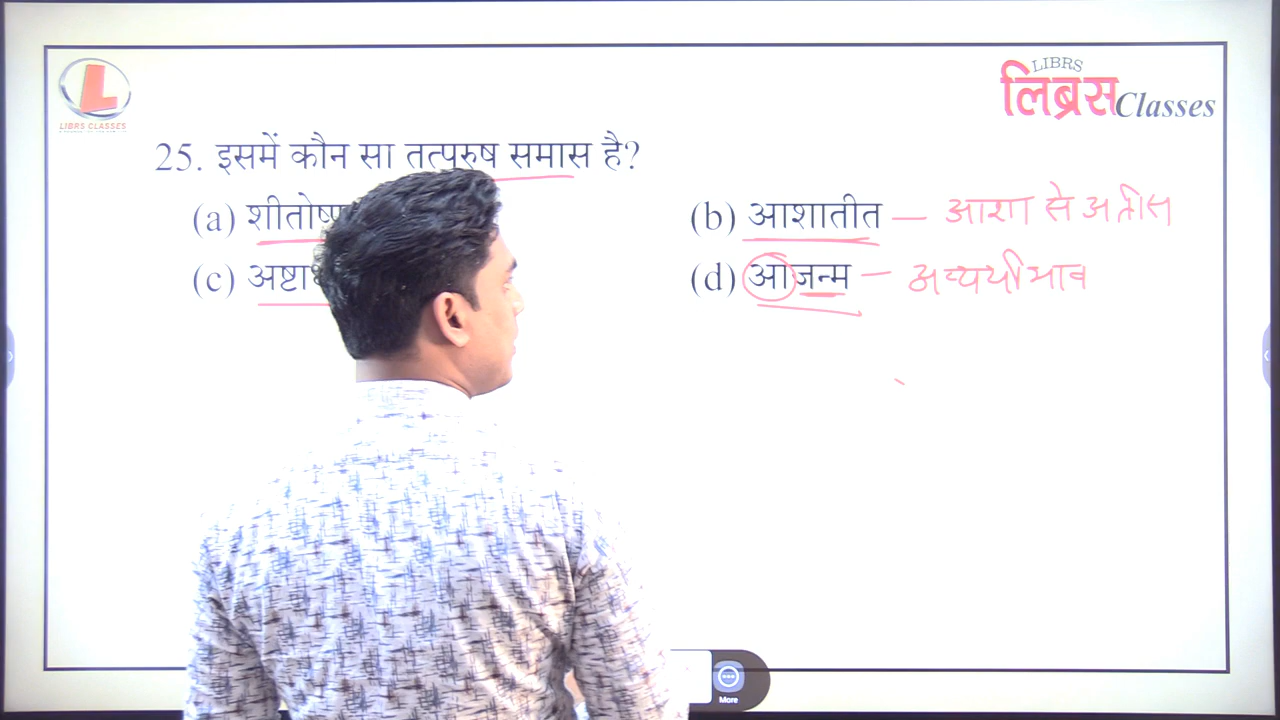 L
LIBRS CLASSES
LIBRS
लिब्रस Classes
25. इसमें कौन सा तत्पुरुष समास है?
(a) शीतोष्ण
(b) आशातीत — आशा से अतीत
(c) अष्टा
(d) आजन्म — अव्ययीभाव
More